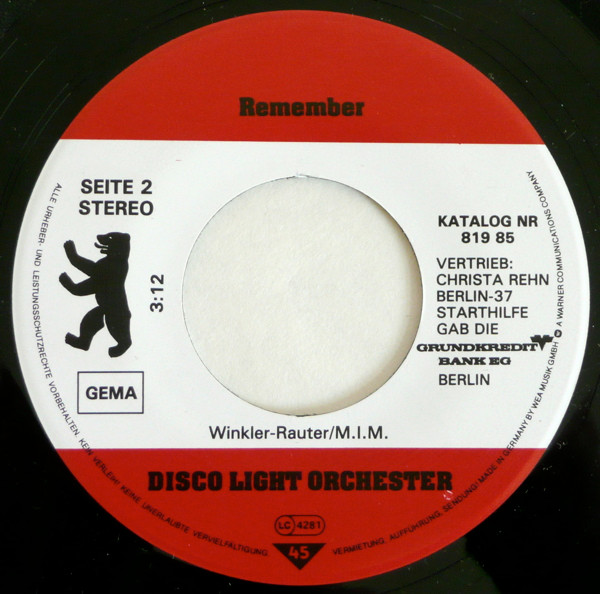 Remember
SEITE 2
STEREO
3:12
GEMA
KATALOG NR
819 85
VERTRIEB:
CHRISTA REHN
BERLIN-37
STARTHILFE
GAB DIE
GRUNDKREDIT
BANK EG
BERLIN
Winkler-Rauter/M.I.M.
DISCO LIGHT ORCHESTER
LC 4281
45
ALLE URHEBER- UND LEISTUNGSSCHUTZRECHTE VORBEHALTEN. KEIN VERLEIH! KEINE UNERLAUBTE VERVIELFÄLTIGUNG, VERMIETUNG, AUFFÜHRUNG, SENDUNG! MADE IN GERMANY BY WEA MUSIK GMBH ℗ A WARNER COMMUNICATIONS COMPANY